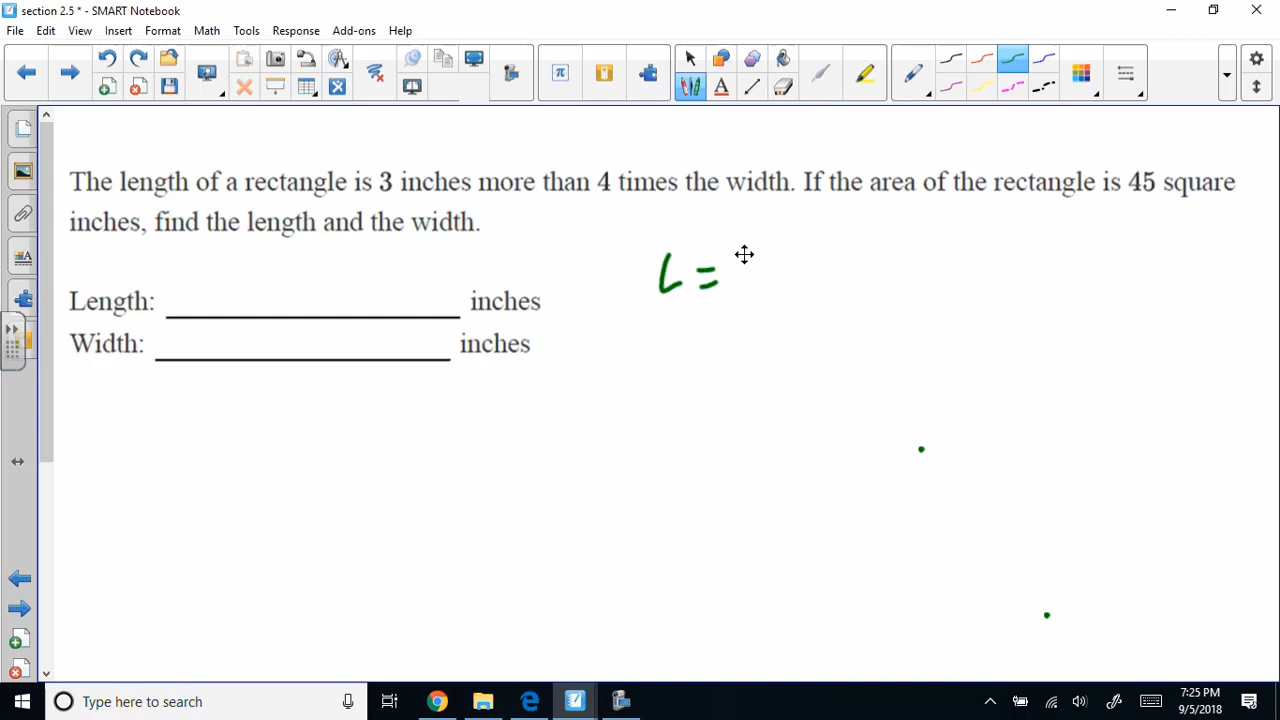 section 2.5 * - SMART Notebook
File Edit View Insert Format Math Tools Response Add-ons Help
The length of a rectangle is 3 inches more than 4 times the width. If the area of the rectangle is 45 square
inches, find the length and the width.
L =
Length: inches
Width: inches
Type here to search
7:25 PM
9/5/2018